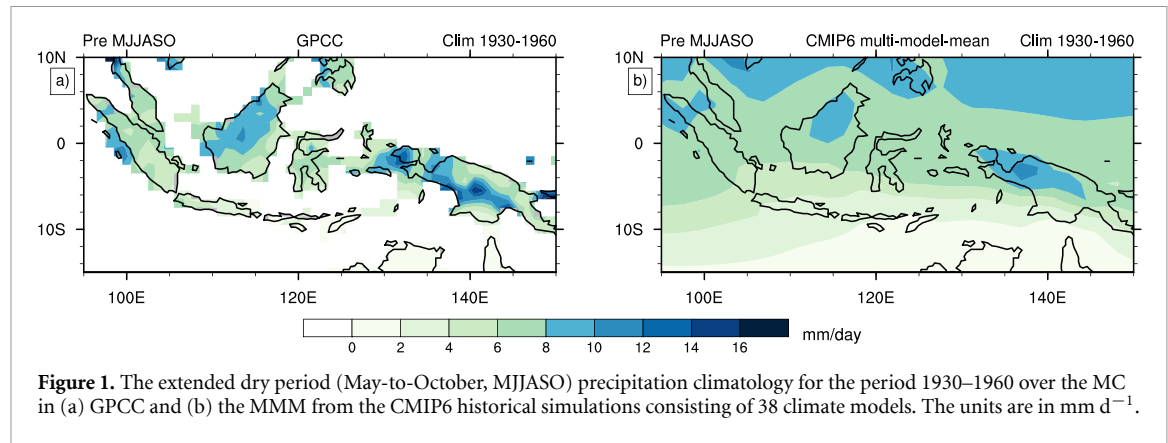 Pre MJJASO GPCC Clim 1930-1960
Pre MJJASO CMIP6 multi-model-mean Clim 1930-1960
10N
a)
0
10S
100E 120E 140E
10N
b)
0
10S
100E 120E 140E
0 2 4 6 8 10 12 14 16 mm/day
Figure 1. The extended dry period (May-to-October, MJJASO) precipitation climatology for the period 1930–1960 over the MC
in (a) GPCC and (b) the MMM from the CMIP6 historical simulations consisting of 38 climate models. The units are in mm d⁻¹.